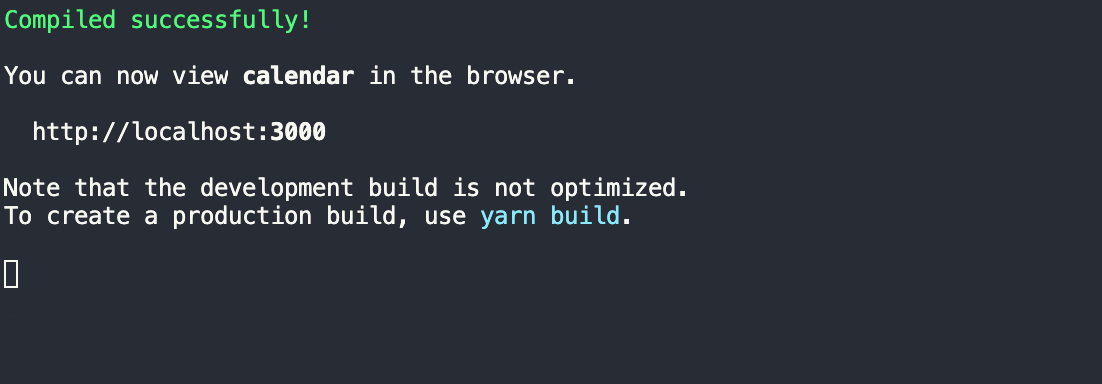 Compiled successfully!
You can now view calendar in the browser.
http://localhost:3000
Note that the development build is not optimized.
To create a production build, use yarn build.